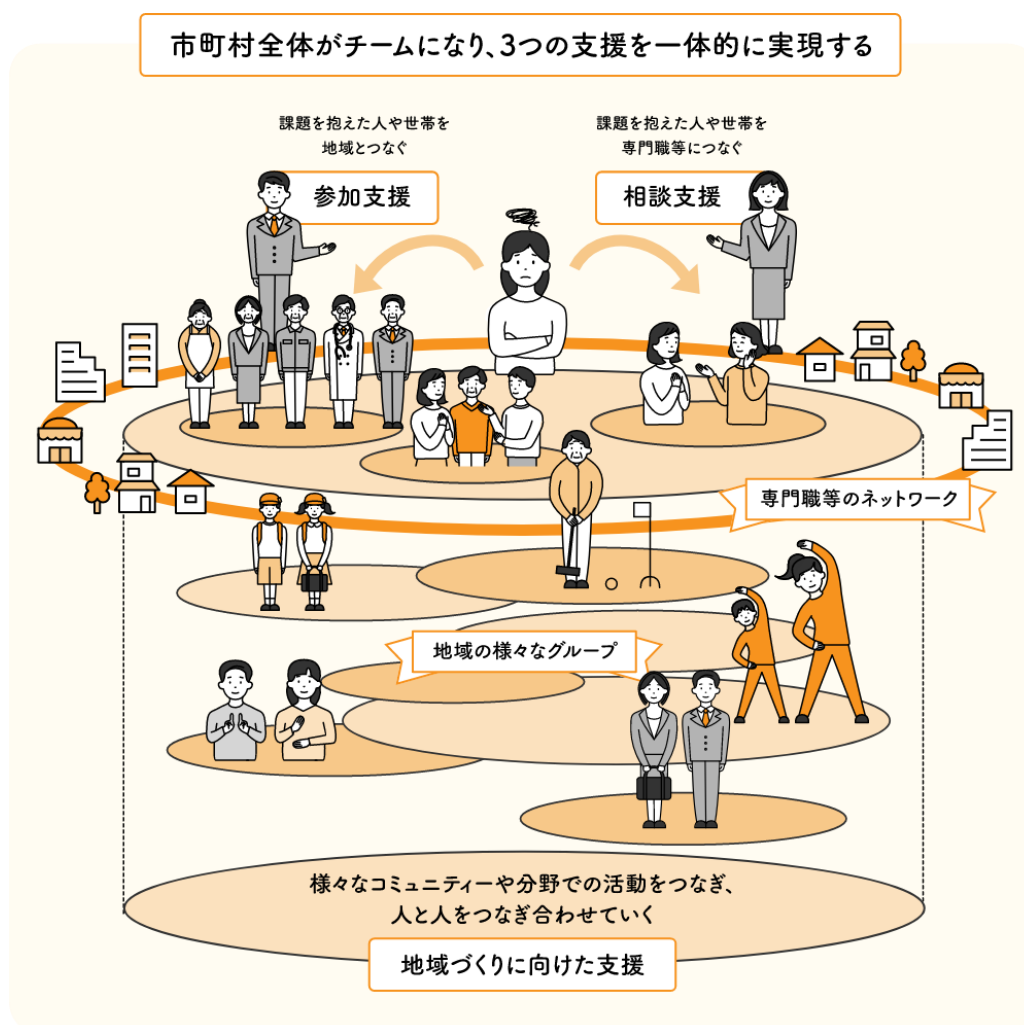 市町村全体がチームになり、3つの支援を一体的に実現する
課題を抱えた人や世帯を
地域とつなぐ
参加支援
課題を抱えた人や世帯を
専門職等につなぐ
相談支援
専門職等のネットワーク
地域の様々なグループ
様々なコミュニティーや分野での活動をつなぎ、
人と人をつなぎ合わせていく
地域づくりに向けた支援